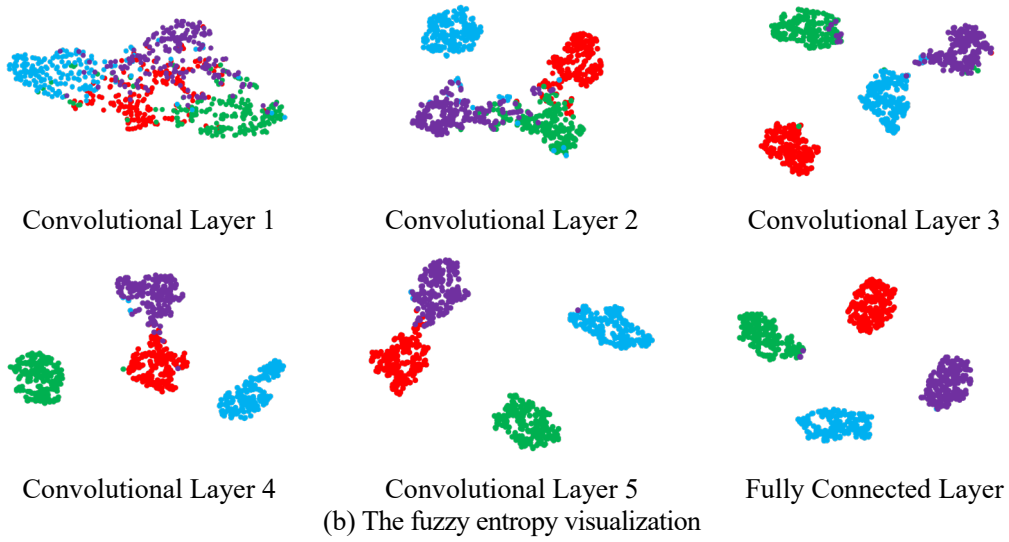 Convolutional Layer 1
Convolutional Layer 2
Convolutional Layer 3
Convolutional Layer 4
Convolutional Layer 5
Fully Connected Layer
(b) The fuzzy entropy visualization